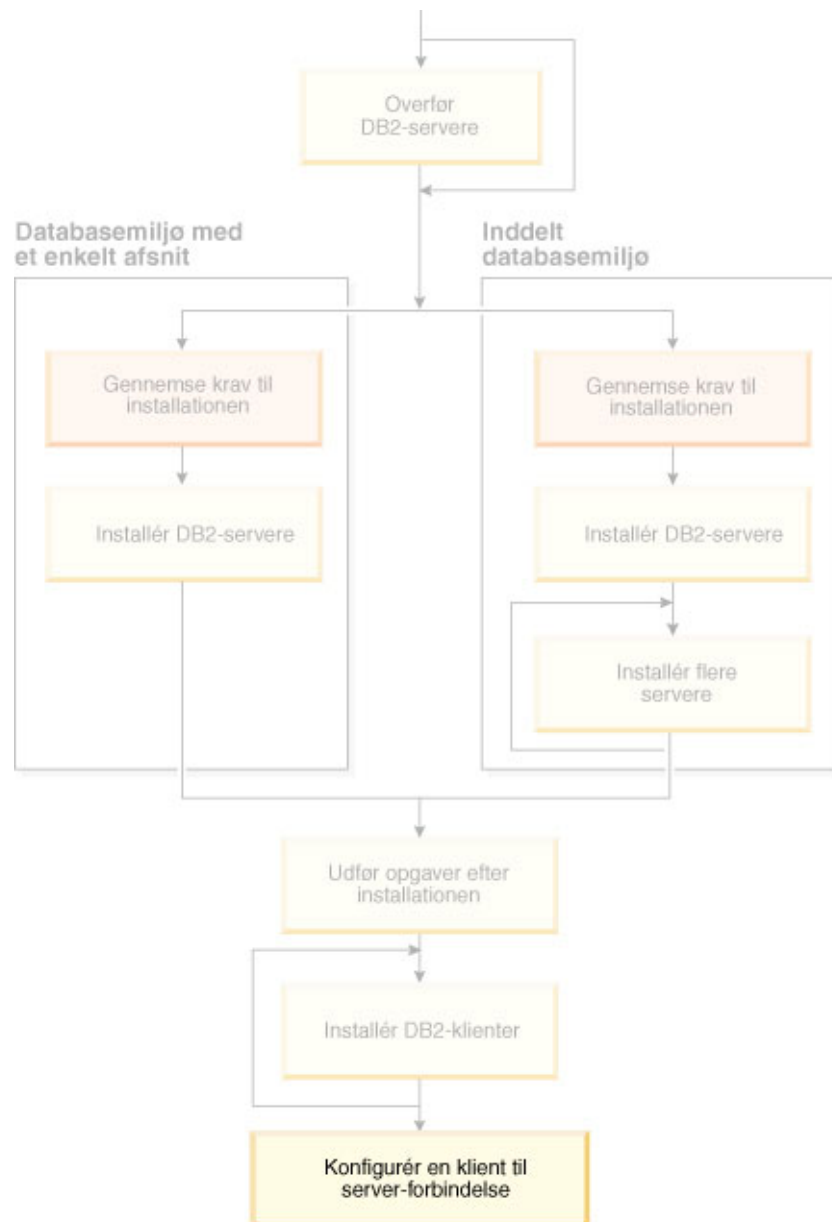 Overfør
DB2-servere
Databasemiljø med
et enkelt afsnit
Gennemse krav til
installationen
Installér DB2-servere
Inddelt
databasemiljø
Gennemse krav til
installationen
Installér DB2-servere
Installér flere
servere
Udfør opgaver efter
installationen
Installér DB2-klienter
Konfigurér en klient til
server-forbindelse